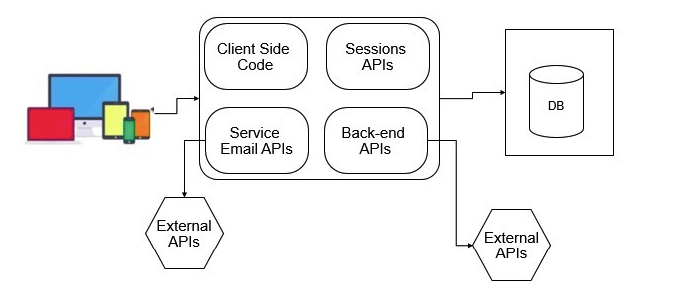 Client Side
Code
Sessions
APIs
DB
Service
Email APIs
Back-end
APIs
External
APIs
External
APIs